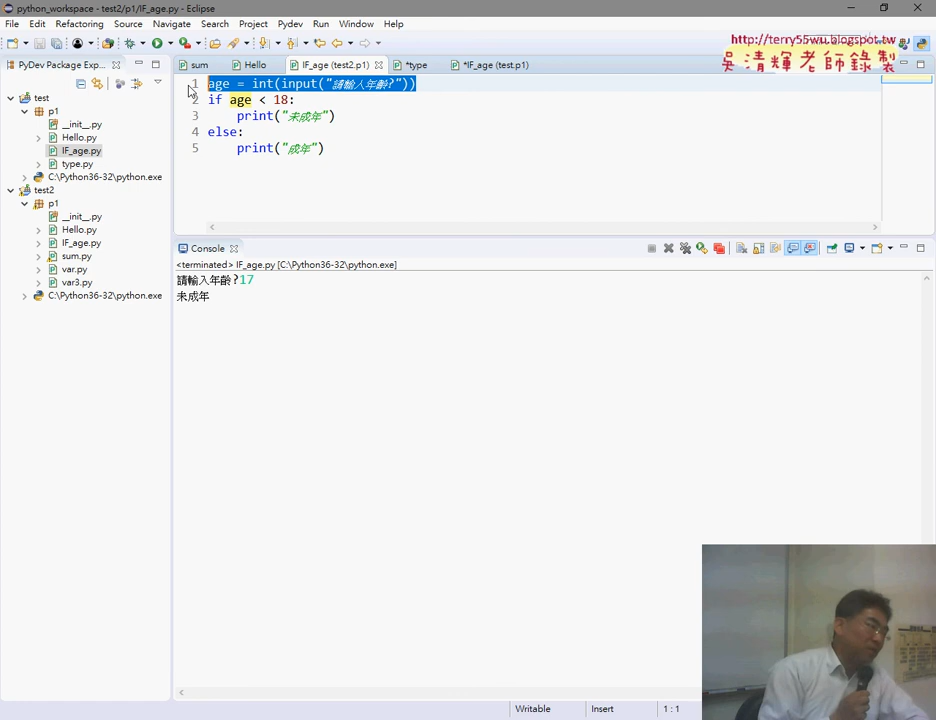 python_workspace - test2/p1/IF_age.py - Eclipse
File Edit Refactoring Source Navigate Search Project Pydev Run Window Help
http://terry55wu.blogspot.tw
吳清輝老師錄製
PyDev Package Exp...
sum Hello IF_age (test2.p1) *type *IF_age (test.p1)
test
p1
__init__.py
Hello.py
IF_age.py
type.py
C:\Python36-32\python.exe
test2
p1
__init__.py
Hello.py
IF_age.py
sum.py
var.py
var3.py
C:\Python36-32\python.exe
1 age = int(input("請輸入年齡?"))
2 if age < 18:
3 print("未成年")
4 else:
5 print("成年")
Console
<terminated> IF_age.py [C:\Python36-32\python.exe]
請輸入年齡?17
未成年
Writable Insert 1 : 1